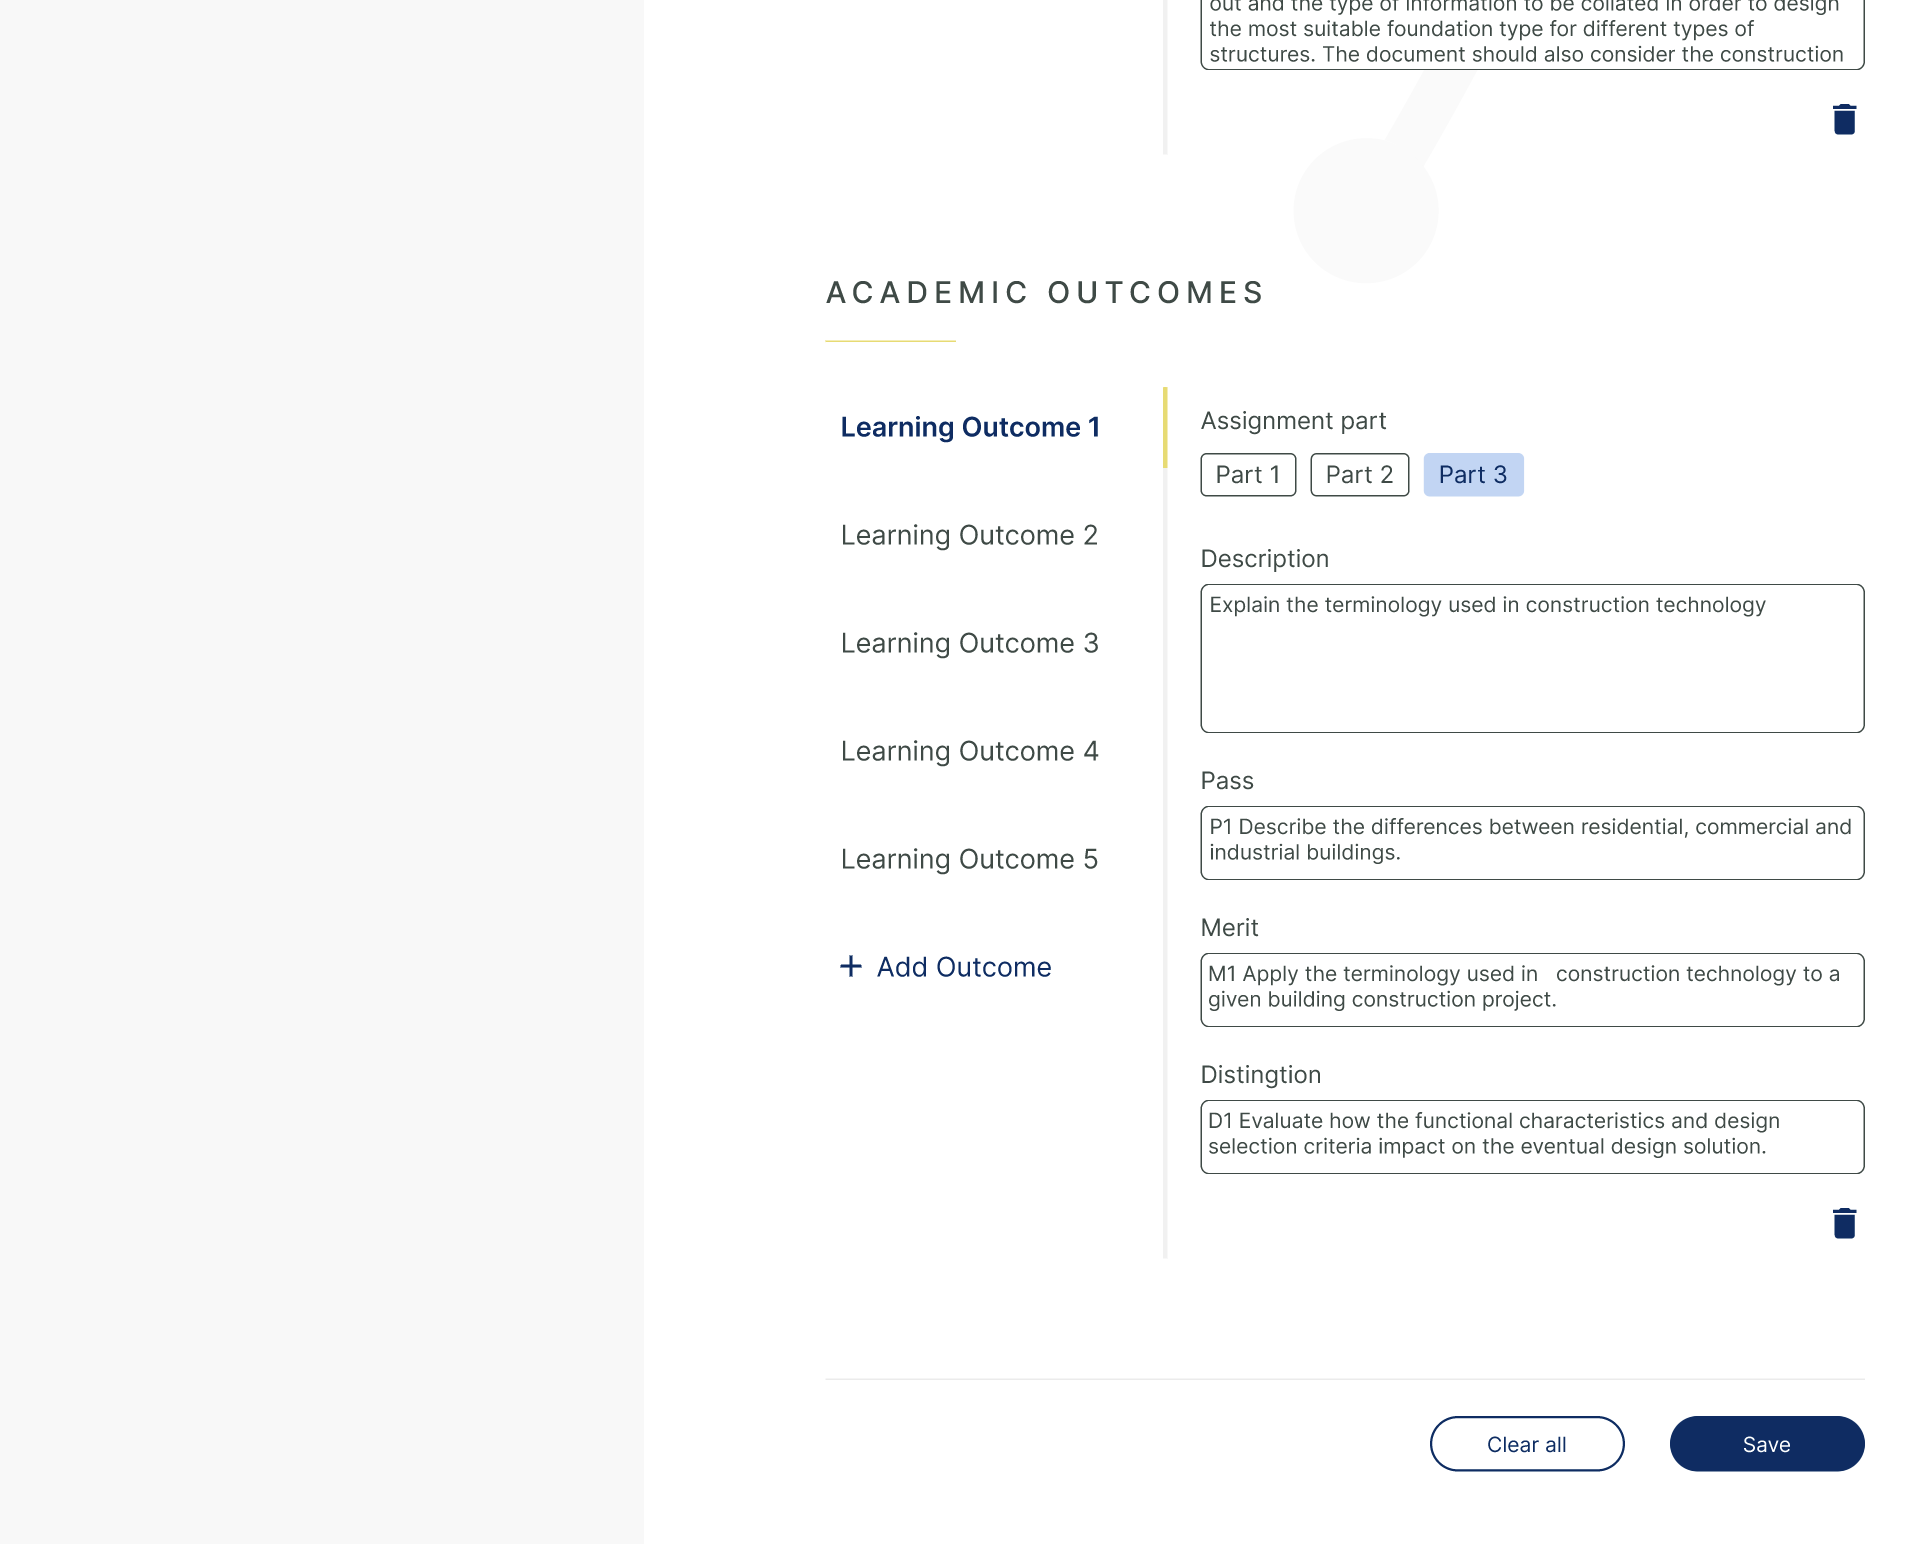 out and the type of information to be collated in order to design
the most suitable foundation type for different types of
structures. The document should also consider the construction
ACADEMIC OUTCOMES
Learning Outcome 1
Learning Outcome 2
Learning Outcome 3
Learning Outcome 4
Learning Outcome 5
+ Add Outcome
Assignment part
Part 1 Part 2 Part 3
Description
Explain the terminology used in construction technology
Pass
P1 Describe the differences between residential, commercial and
industrial buildings.
Merit
M1 Apply the terminology used in   construction technology to a
given building construction project.
Distingtion
D1 Evaluate how the functional characteristics and design
selection criteria impact on the eventual design solution.
Clear all
Save